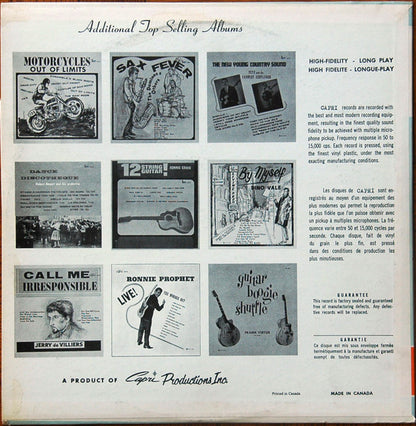 Additional Top Selling Albums
MOTORCYCLES
OUT OF LIMITS
SAX FEVER
THE NEW YOUNG COUNTRY SOUND
DANCE
DISCOTHEQUE
12 STRING
GUITAR!
By Myself
DINO VALE
CALL ME
IRRESPONSIBLE
JERRY de VILLIERS
RONNIE PROPHET
LIVE!
guitar
boogie
shuffle
HIGH-FIDELITY - LONG PLAY
HIGH FIDELITE - LONGUE-PLAY
CAPRI records are recorded with
the best and most modern recording equip-
ment, resulting in the finest quality sound
fidelity to be achieved with multiple micro-
phone pickup. Frequency response in 50 to
15,000 cps. Each record is pressed, using
the finest vinyl plastic, under the most
exacting manufacturing conditions.
Les disques de CAPRI sont en-
registrés au moyen d'un équipement des
plus modernes qui permet la reproduction
la plus fidèle que l'on puisse obtenir avec
un pickup à microphones multiples. La fré-
quence varie entre 50 et 15,000 cycles par
seconde. Chaque disque, fait de vinyl
du grain le plus fin, est pressé
dans des conditions de production les
plus minutieuses.
GUARANTEE
This record is factory sealed and guaranteed
free of manufacturing defects. Any defec-
tive records will be replaced.
GARANTIE
Ce disque est mis sous enveloppe fermée
hermétiquement à la manufacture et garanti
exempt de toutes défectuosités.
A PRODUCT OF Capri Productions Inc.
Printed in Canada
MADE IN CANADA